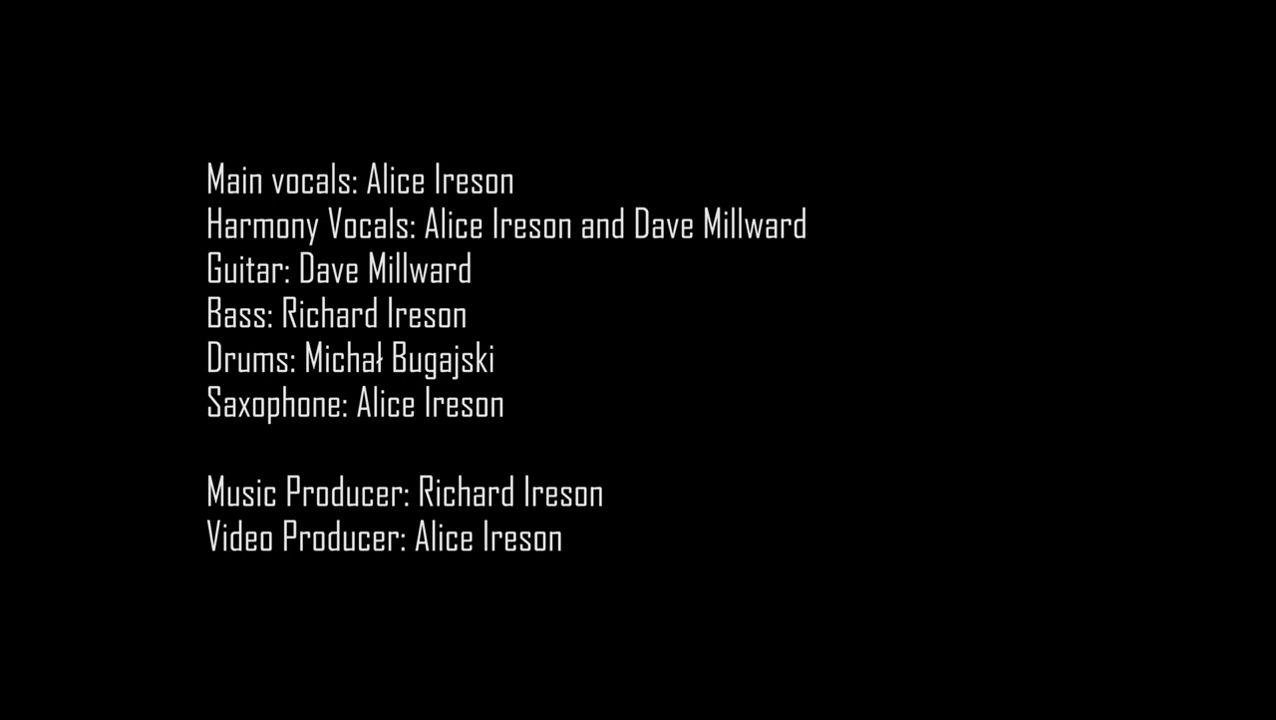 Main vocals: Alice Ireson
Harmony Vocals: Alice Ireson and Dave Millward
Guitar: Dave Millward
Bass: Richard Ireson
Drums: Michał Bugajski
Saxophone: Alice Ireson
Music Producer: Richard Ireson
Video Producer: Alice Ireson